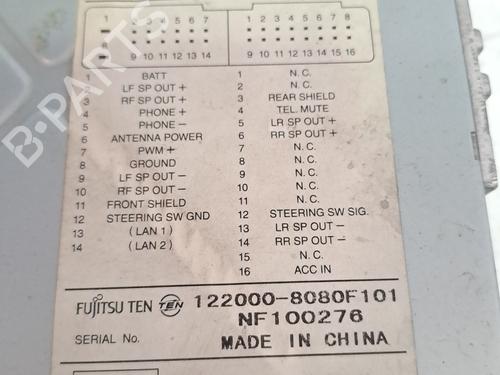 1 2 3 4 5 6 7 1 2 3 4 5 6 7 8
8 9 10 11 12 13 14 9 10 11 12 13 14 15 16
1 BATT 1 N.C.
2 LF SP OUT + 2 N.C.
3 RF SP OUT + 3 REAR SHIELD
4 PHONE + 4 TEL. MUTE
5 PHONE – 5 LR SP OUT +
6 ANTENNA POWER 6 RR SP OUT +
7 PWM + 7 N.C.
8 GROUND 8 N.C.
9 LF SP OUT – 9 N.C.
10 RF SP OUT – 10 N.C.
11 FRONT SHIELD 11 N.C.
12 STEERING SW GND 12 STEERING SW SIG.
13 ( LAN 1 ) 13 LR SP OUT –
14 ( LAN 2 ) 14 RR SP OUT –
15 N.C.
16 ACC IN
FUJITSU TEN TEN 122000-8080F101
NF100276
SERIAL No. MADE IN CHINA
B-PARTS